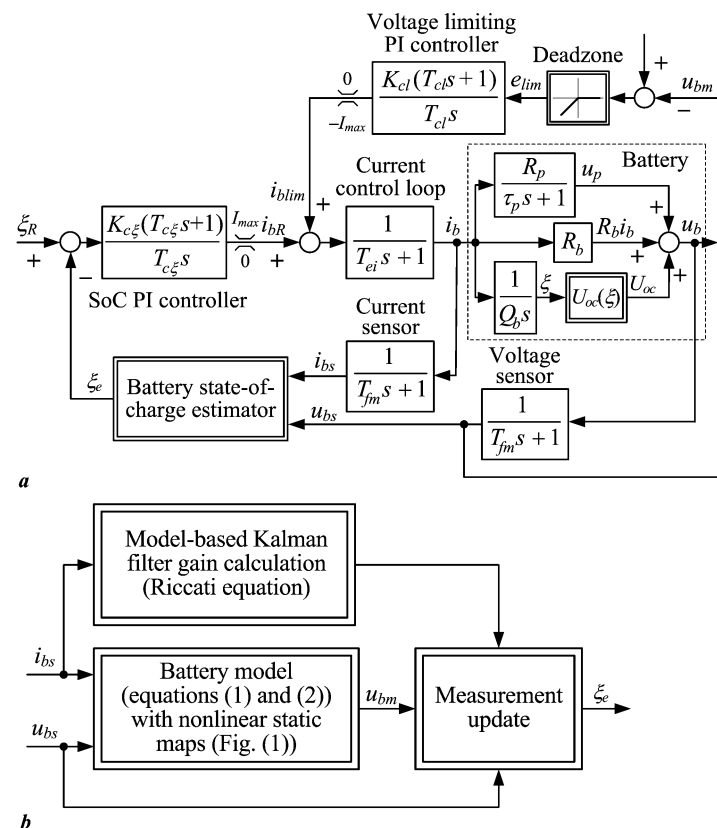 Voltage limiting
PI controller
Deadzone
0
–I_max
K_cl (T_cl s + 1)
T_cl s
e_lim
+
u_bm
–
i_blim
+
Current
control loop
Battery
R_p
τ_p s + 1
u_p
+
ξ_R
+
–
K_cξ (T_cξ s+1)
T_cξ s
SoC PI controller
I_max
0
i_bR
+
1
T_ei s + 1
i_b
R_b
R_b i_b
+
u_b
1
Q_b s
ξ
U_oc(ξ)
U_oc
+
Current
sensor
1
T_fm s + 1
i_bs
Voltage
sensor
1
T_fm s + 1
u_bs
ξ_e
Battery state-of-
charge estimator
a
Model-based Kalman
filter gain calculation
(Riccati equation)
i_bs
Battery model
(equations (1) and (2))
with nonlinear static
maps (Fig. (1))
u_bm
Measurement
update
ξ_e
u_bs
b